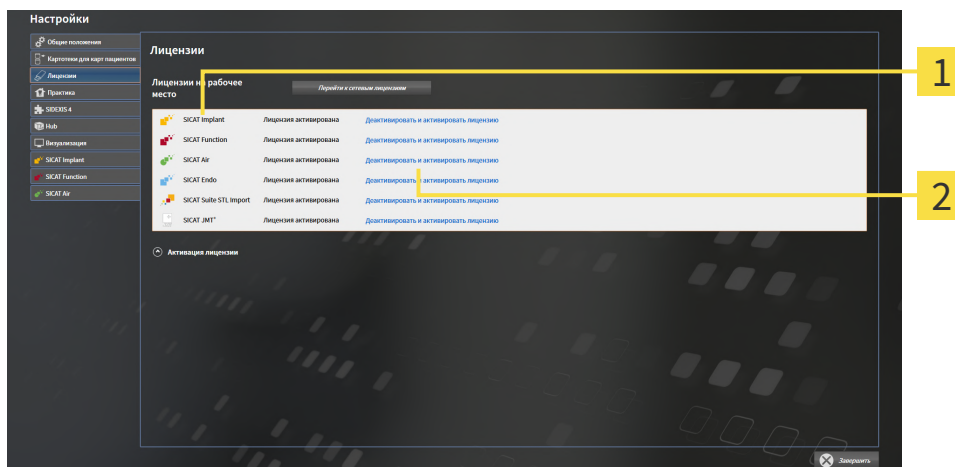 Настройки
Общие положения
Картотеки для карт пациентов
Лицензии
Практика
SIDEXIS 4
Hub
Визуализация
SICAT Implant
SICAT Function
SICAT Air
Лицензии
Лицензии на рабочее
место
Перейти к сетевым лицензиям
SICAT Implant Лицензия активирована Деактивировать и активировать лицензию
SICAT Function Лицензия активирована Деактивировать и активировать лицензию
SICAT Air Лицензия активирована Деактивировать и активировать лицензию
SICAT Endo Лицензия активирована Деактивировать и активировать лицензию
SICAT Suite STL Import Лицензия активирована Деактивировать и активировать лицензию
SICAT JMT⁺ Лицензия активирована Деактивировать и активировать лицензию
Активация лицензии
Завершить
1
2